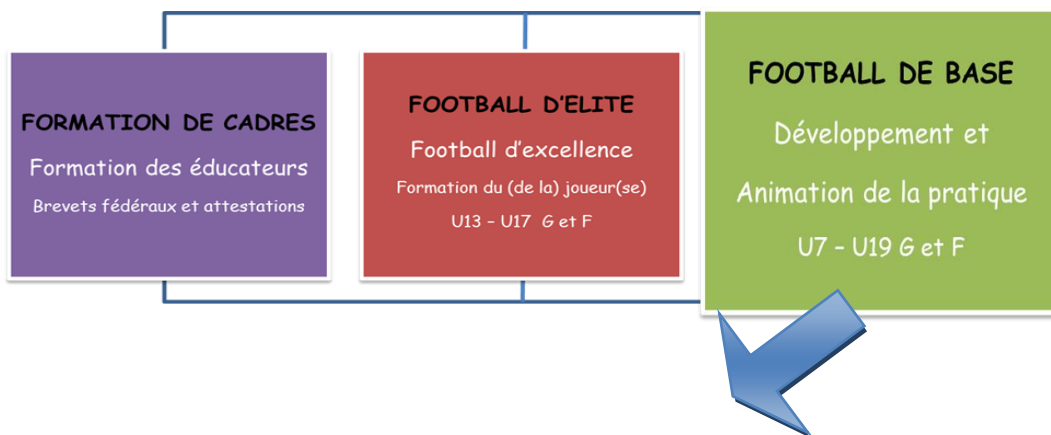 FORMATION DE CADRES
Formation des éducateurs
Brevets fédéraux et attestations
FOOTBALL D'ELITE
Football d'excellence
Formation du (de la) joueur(se)
U13 – U17 G et F
FOOTBALL DE BASE
Développement et
Animation de la pratique
U7 – U19 G et F